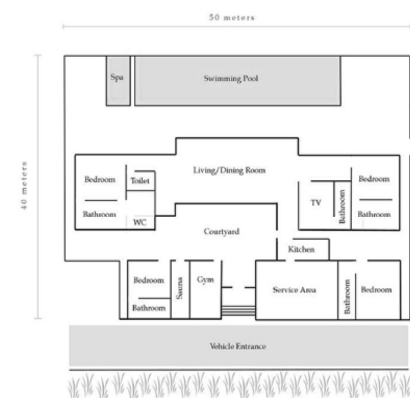 50 meters
40 meters
Spa
Swimming Pool
Living/Dining Room
Bedroom
Toilet
Bathroom
WC
TV
Bathroom
Bedroom
Bathroom
Courtyard
Kitchen
Bedroom
Bathroom
Sauna
Gym
Service Area
Bathroom
Bedroom
Vehicle Entrance